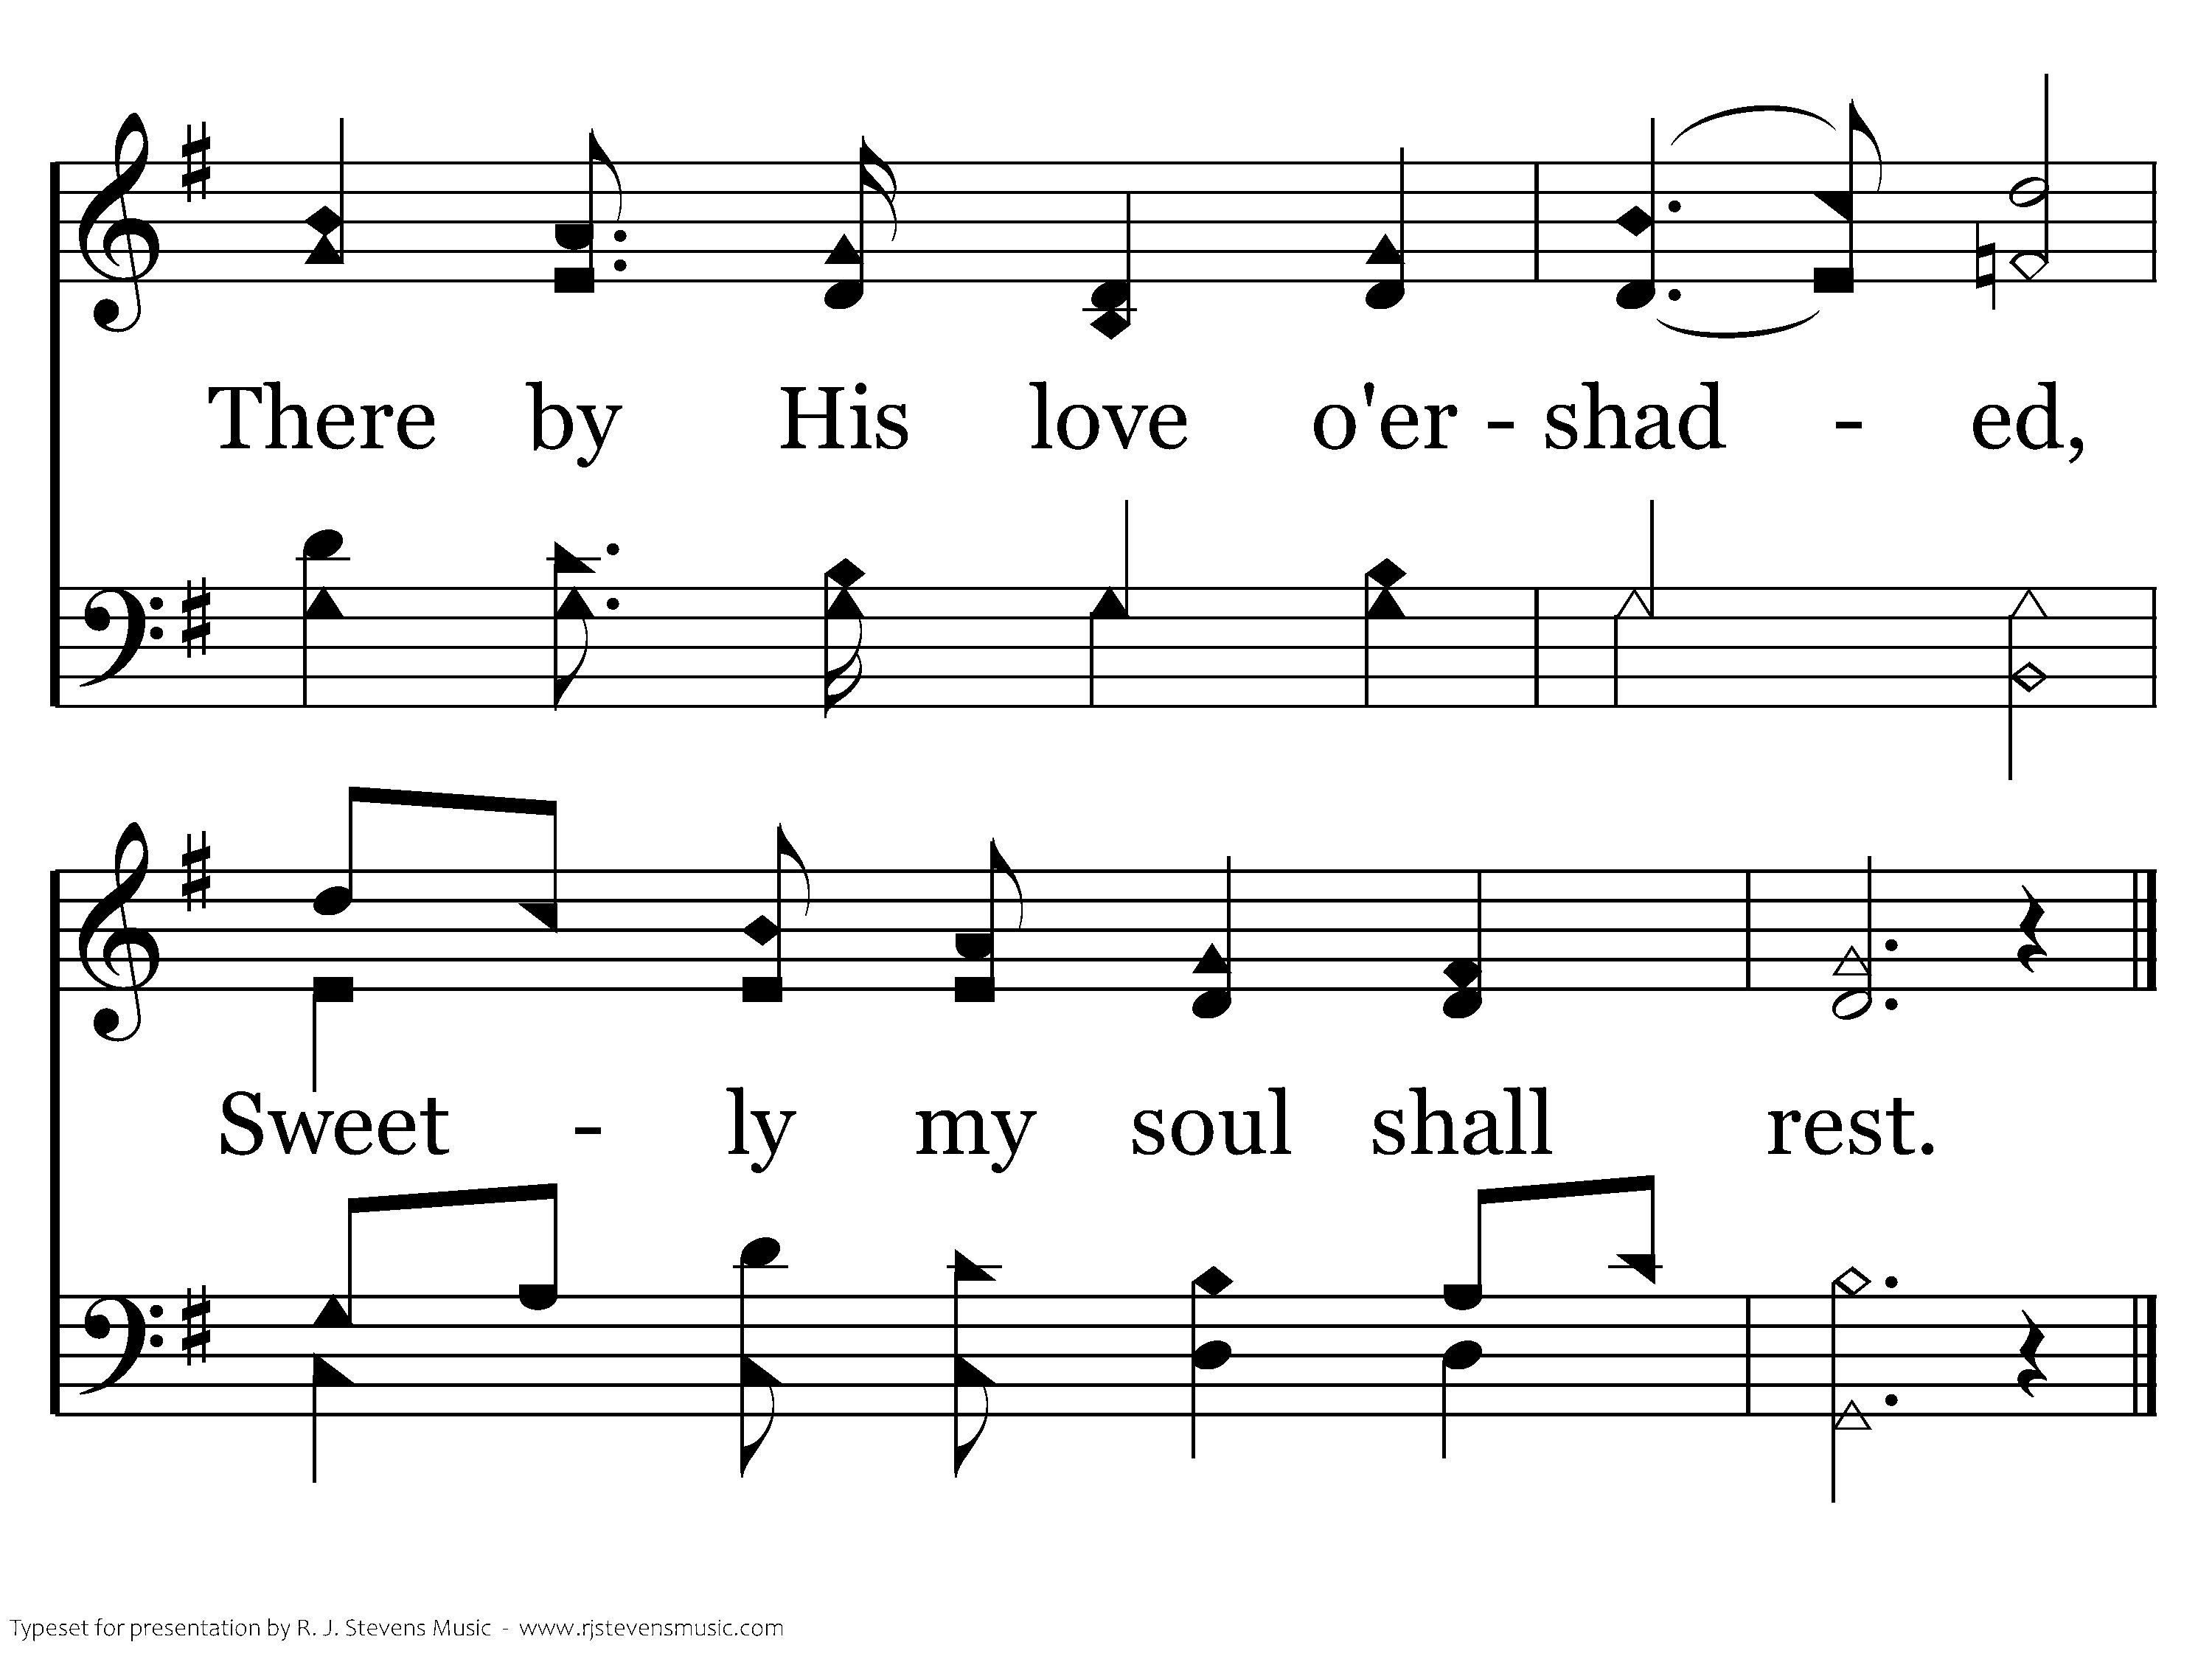 There by His love o'er - shad - ed,
Sweet - ly my soul shall rest.
Typeset for presentation by R. J. Stevens Music - www.rjstevensmusic.com